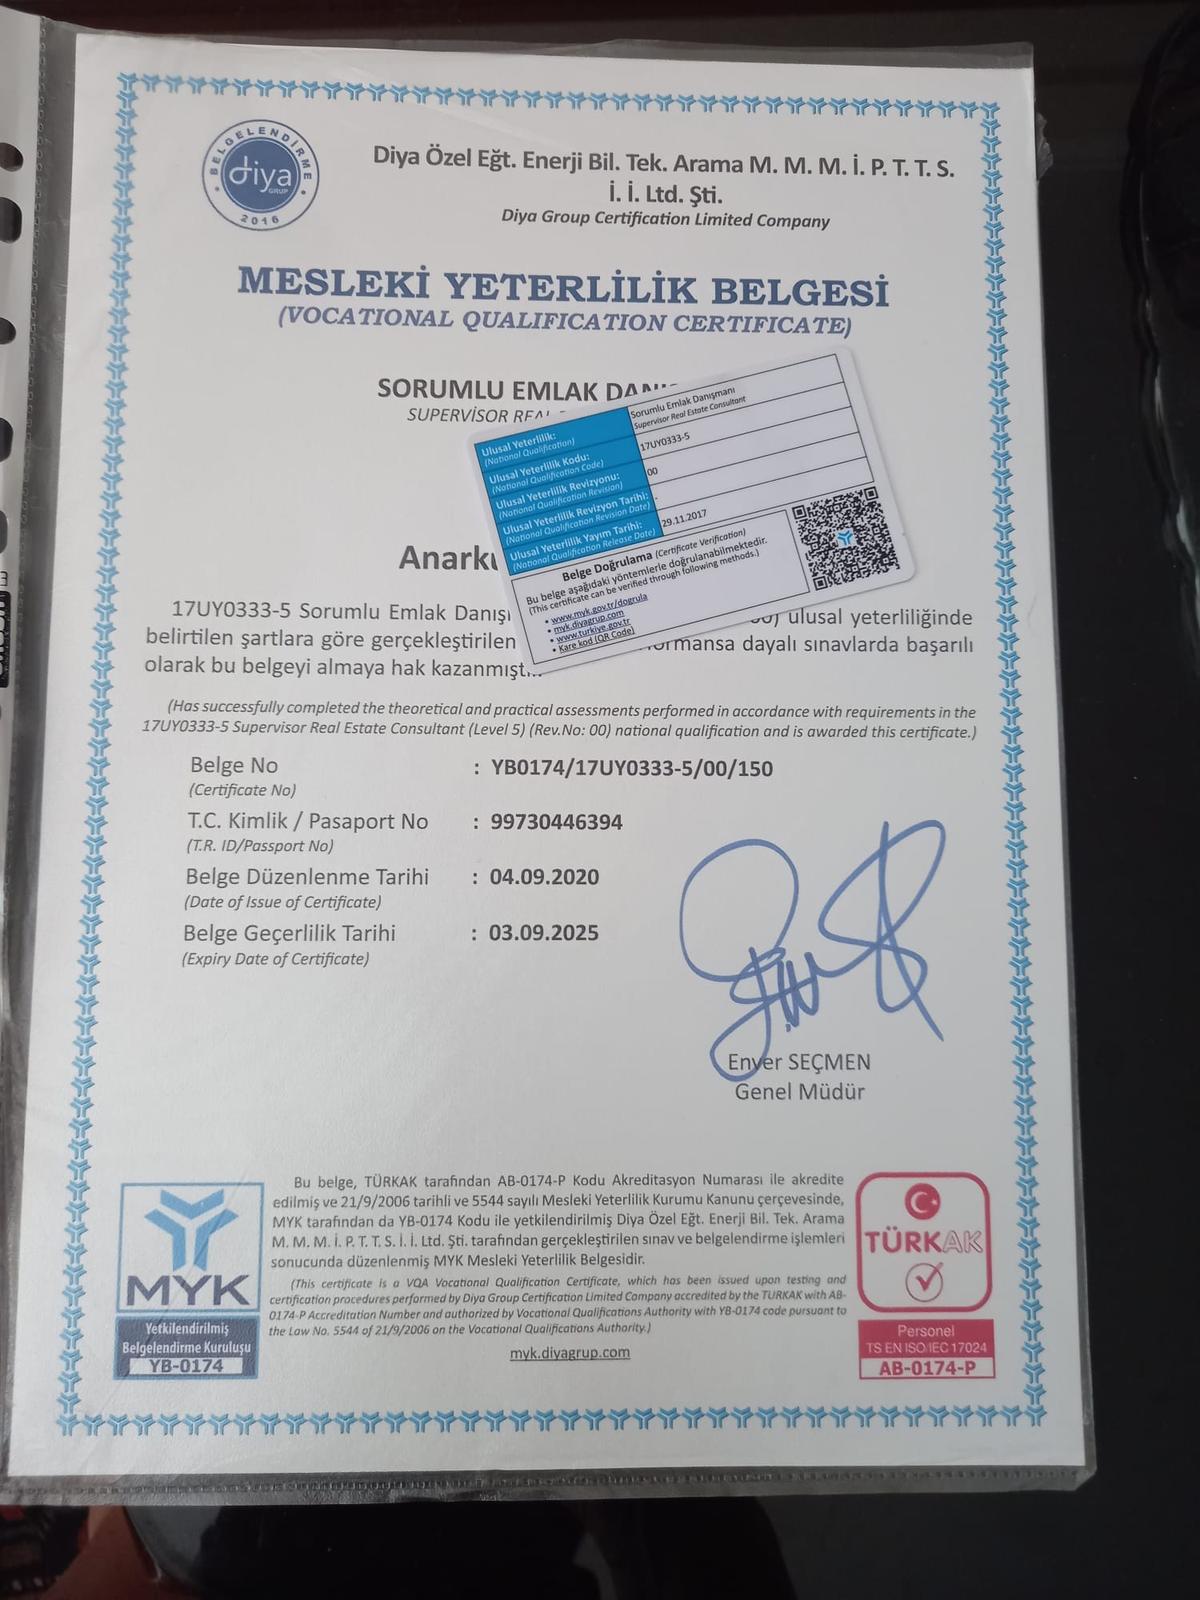 BELGELENDİRME
diya
GRUP
2016
Diya Özel Eğt. Enerji Bil. Tek. Arama M. M. M. İ. P. T. T. S.
İ. İ. Ltd. Şti.
Diya Group Certification Limited Company
MESLEKİ YETERLİLİK BELGESİ
(VOCATIONAL QUALIFICATION CERTIFICATE)
SORUMLU EMLAK
SUPERVİSOR
Ulusal Yeterlilik:
(National Qualification)
Sorumlu Emlak Danışmanı
Supervisor Real Estate Consultant
Ulusal Yeterlilik Kodu:
(National Qualification Code)
17UY0333-5
Ulusal Yeterlilik Revizyonu:
(National Qualification Revision)
00
Ulusal Yeterlilik Revizyon Tarihi:
(National Qualification Revision Date)
-
Ulusal Yeterlilik Yayım Tarihi:
(National Qualification Release Date)
29.11.2017
Belge Doğrulama (Certificate Verification)
Bu belge aşağıdaki yöntemlerle doğrulanabilmektedir.
(This certificate can be verified through following methods.)
• www.myk.gov.tr/dogrula
• myk.diyagrup.com
• www.turkiye.gov.tr
• Kare kod (QR Code)
17UY0333-5 Sorumlu Emlak ulusal yeterliliğinde
belirtilen şartlara göre gerçekleştirilen dayalı sınavlarda başarılı
olarak bu belgeyi almaya hak
(Has successfully completed the theoretical and practical assessments performed in accordance with requirements in the
17UY0333-5 Supervisor Real Estate Consultant (Level 5) (Rev.No: 00) national qualification and is awarded this certificate.)
Belge No : YB0174/17UY0333-5/00/150
(Certificate No)
T.C. Kimlik / Pasaport No : 99730446394
(T.R. ID/Passport No)
Belge Düzenlenme Tarihi : 04.09.2020
(Date of Issue of Certificate)
Belge Geçerlilik Tarihi : 03.09.2025
(Expiry Date of Certificate)
Enver SEÇMEN
Genel Müdür
Bu belge, TÜRKAK tarafından AB-0174-P Kodu Akreditasyon Numarası ile akredite
edilmiş ve 21/9/2006 tarihli ve 5544 sayılı Mesleki Yeterlilik Kurumu Kanunu çerçevesinde,
MYK tarafından da YB-0174 Kodu ile yetkilendirilmiş Diya Özel Eğt. Enerji Bil. Tek. Arama
M. M. M. İ. P. T. T. S. İ. İ. Ltd. Şti. tarafından gerçekleştirilen sınav ve belgelendirme işlemleri
sonucunda düzenlenmiş MYK Mesleki Yeterlilik Belgesidir.
(This certificate is a VQA Vocational Qualification Certificate, which has been issued upon testing and
certification procedures performed by Diya Group Certification Limited Company accredited by the TURKAK with AB-
0174-P Accreditation Number and authorized by Vocational Qualifications Authority with YB-0174 code pursuant to
the Law No. 5544 of 21/9/2006 on the Vocational Qualifications Authority.)
myk.diyagrup.com
MYK
Yetkilendirilmiş
Belgelendirme Kuruluşu
YB-0174
TÜRKAK
Personel
TS EN ISO/IEC 17024
AB-0174-P